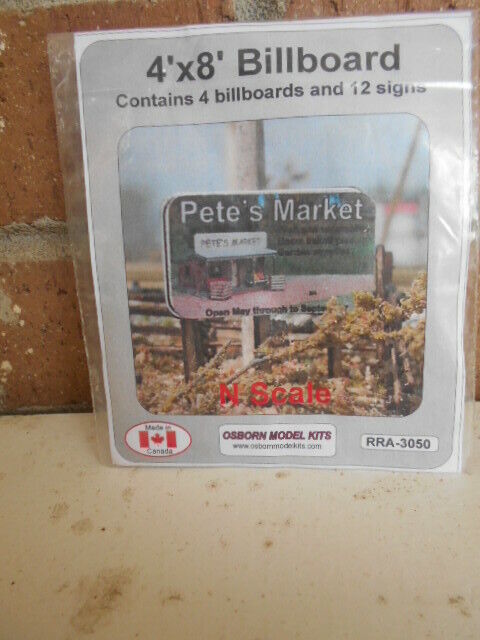 4'x8' Billboard
Contains 4 billboards and 12 signs
Pete's Market
PETE'S MARKET
Open May through to Septe
N Scale
Made in
Canada
OSBORN MODEL KITS
www.osbornmodelkits.com
RRA-3050